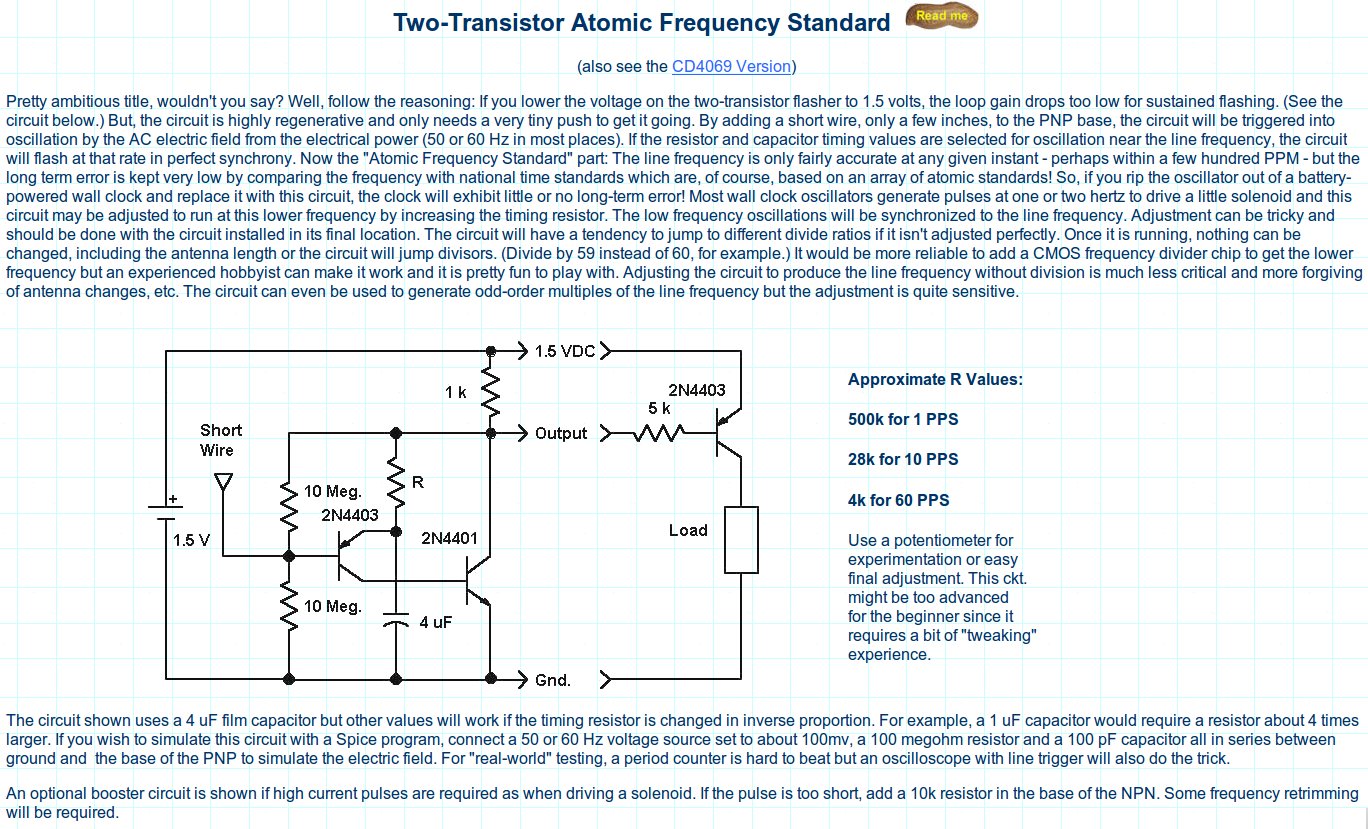 Two-Transistor Atomic Frequency Standard
Read me
(also see the CD4069 Version)
Pretty ambitious title, wouldn't you say? Well, follow the reasoning: If you lower the voltage on the two-transistor flasher to 1.5 volts, the loop gain drops too low for sustained flashing. (See the
circuit below.) But, the circuit is highly regenerative and only needs a very tiny push to get it going. By adding a short wire, only a few inches, to the PNP base, the circuit will be triggered into
oscillation by the AC electric field from the electrical power (50 or 60 Hz in most places). If the resistor and capacitor timing values are selected for oscillation near the line frequency, the circuit
will flash at that rate in perfect synchrony. Now the "Atomic Frequency Standard" part: The line frequency is only fairly accurate at any given instant - perhaps within a few hundred PPM - but the
long term error is kept very low by comparing the frequency with national time standards which are, of course, based on an array of atomic standards! So, if you rip the oscillator out of a battery-
powered wall clock and replace it with this circuit, the clock will exhibit little or no long-term error! Most wall clock oscillators generate pulses at one or two hertz to drive a little solenoid and this
circuit may be adjusted to run at this lower frequency by increasing the timing resistor. The low frequency oscillations will be synchronized to the line frequency. Adjustment can be tricky and
should be done with the circuit installed in its final location. The circuit will have a tendency to jump to different divide ratios if it isn't adjusted perfectly. Once it is running, nothing can be
changed, including the antenna length or the circuit will jump divisors. (Divide by 59 instead of 60, for example.) It would be more reliable to add a CMOS frequency divider chip to get the lower
frequency but an experienced hobbyist can make it work and it is pretty fun to play with. Adjusting the circuit to produce the line frequency without division is much less critical and more forgiving
of antenna changes, etc. The circuit can even be used to generate odd-order multiples of the line frequency but the adjustment is quite sensitive.
1.5 VDC
1 k
2N4403
5 k
Short
Wire
Output
10 Meg.
R
2N4403
+
1.5 V
2N4401
Load
10 Meg.
4 uF
Gnd.
Approximate R Values:
500k for 1 PPS
28k for 10 PPS
4k for 60 PPS
Use a potentiometer for
experimentation or easy
final adjustment. This ckt.
might be too advanced
for the beginner since it
requires a bit of "tweaking"
experience.
The circuit shown uses a 4 uF film capacitor but other values will work if the timing resistor is changed in inverse proportion. For example, a 1 uF capacitor would require a resistor about 4 times
larger. If you wish to simulate this circuit with a Spice program, connect a 50 or 60 Hz voltage source set to about 100mv, a 100 megohm resistor and a 100 pF capacitor all in series between
ground and the base of the PNP to simulate the electric field. For "real-world" testing, a period counter is hard to beat but an oscilloscope with line trigger will also do the trick.
An optional booster circuit is shown if high current pulses are required as when driving a solenoid. If the pulse is too short, add a 10k resistor in the base of the NPN. Some frequency retrimming
will be required.